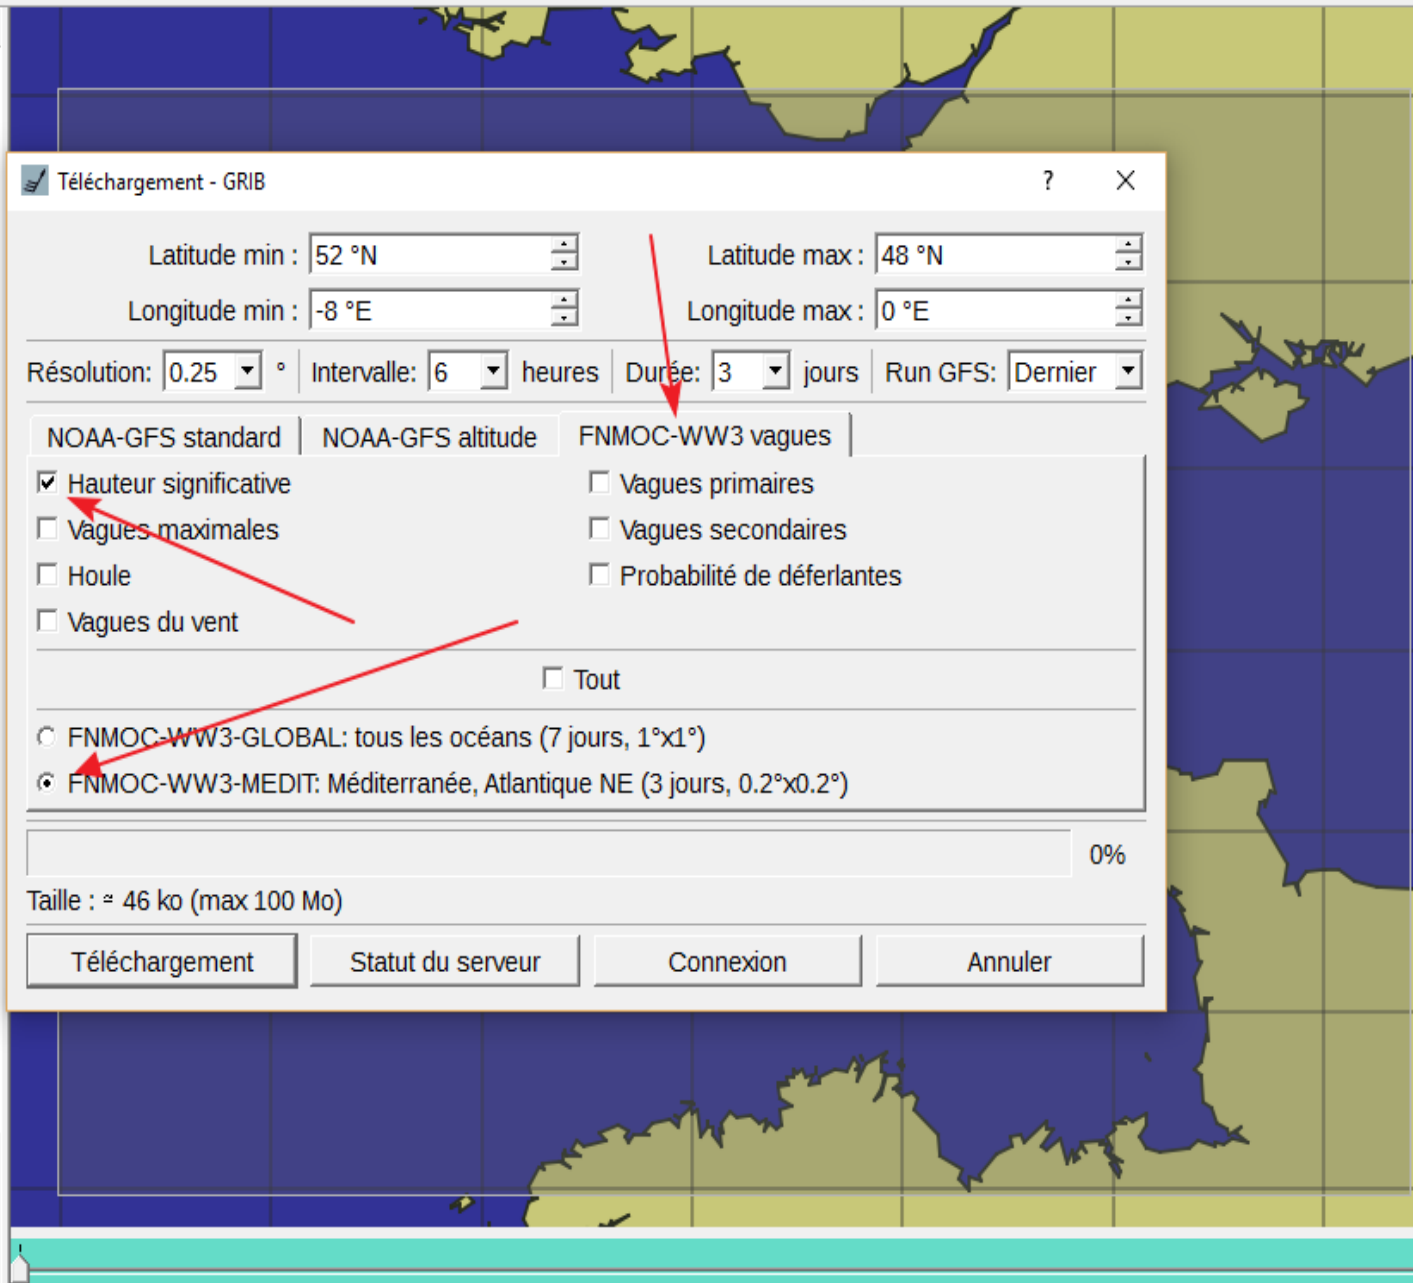 Téléchargement - GRIB ?
Latitude min : 52 °N Latitude max : 48 °N
Longitude min : -8 °E Longitude max : 0 °E
Résolution: 0.25 ° Intervalle: 6 heures Durée: 3 jours Run GFS: Dernier
NOAA-GFS standard NOAA-GFS altitude FNMOC-WW3 vagues
Hauteur significative Vagues primaires
Vagues maximales Vagues secondaires
Houle Probabilité de déferlantes
Vagues du vent
Tout
FNMOC-WW3-GLOBAL: tous les océans (7 jours, 1°x1°)
FNMOC-WW3-MEDIT: Méditerranée, Atlantique NE (3 jours, 0.2°x0.2°)
0%
Taille : ≃ 46 ko (max 100 Mo)
Téléchargement Statut du serveur Connexion Annuler